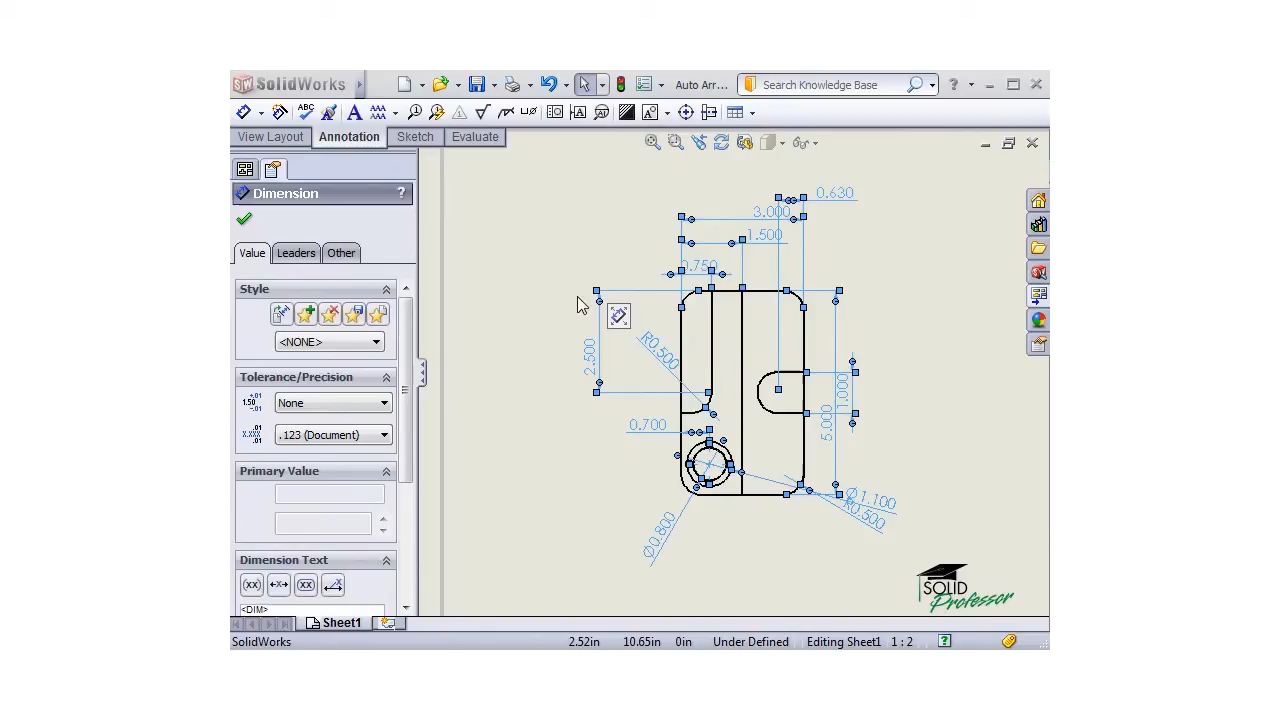 SolidWorks
Auto Arr...
Search Knowledge Base
View Layout
Annotation
Sketch
Evaluate
Dimension
?
Value
Leaders
Other
Style
<NONE>
Tolerance/Precision
None
.123 (Document)
Primary Value
Dimension Text
<DIM>
0.630
3.000
1.500
0.750
2.500
R0.500
1.000
5.000
0.700
Ø1.100
R0.500
Ø0.800
SOLID
Professor
Sheet1
SolidWorks
2.52in
10.65in
0in
Under Defined
Editing Sheet1
1 : 2